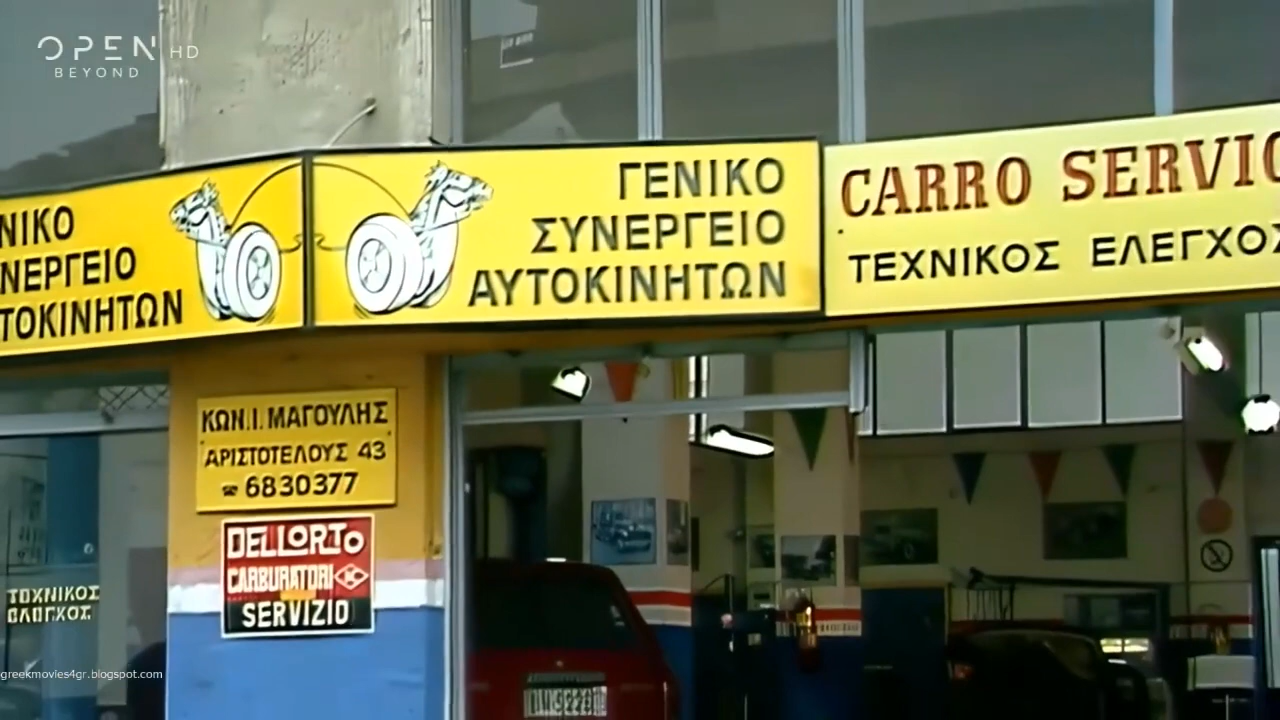 OPEN HD
BEYOND
ΓΕΝΙΚΟ
ΣΥΝΕΡΓΕΙΟ
ΑΥΤΟΚΙΝΗΤΩΝ
CARRO SERVIC
ΤΕΧΝΙΚΟΣ ΕΛΕΓΧΟΣ
ΝΙΚΟ
ΝΕΡΓΕΙΟ
ΤΟΚΙΝΗΤΩΝ
ΚΩΝ.Ι. ΜΑΓΟΥΛΗΣ
ΑΡΙΣΤΟΤΕΛΟΥΣ 43
☎ 6830377
DELLORTO
CARBURATORI
SERVIZIO
ΤΕΧΝΙΚΟΣ
ΕΛΕΓΧΟΣ
greekmovies4gr.blogspot.com